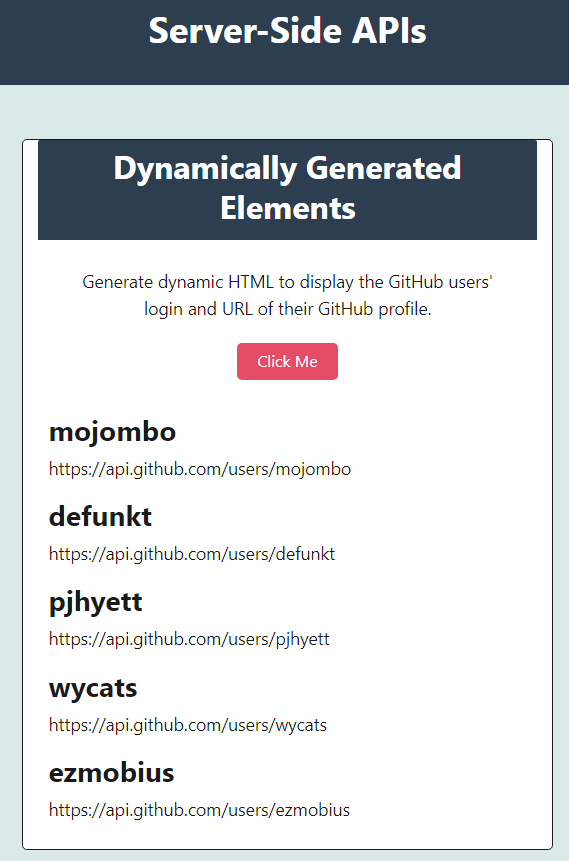 Server-Side APIs
Dynamically Generated
Elements
Generate dynamic HTML to display the GitHub users'
login and URL of their GitHub profile.
Click Me
mojombo
https://api.github.com/users/mojombo
defunkt
https://api.github.com/users/defunkt
pjhyett
https://api.github.com/users/pjhyett
wycats
https://api.github.com/users/wycats
ezmobius
https://api.github.com/users/ezmobius